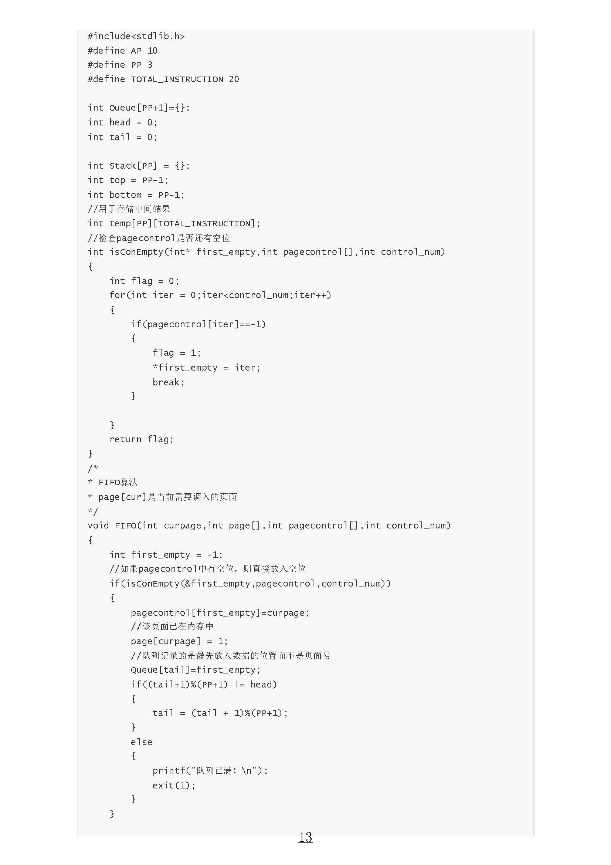 #include<stdlib.h>
#define AP 10
#define PP 3
#define TOTAL_INSTRUCTION 20
int Queue[PP+1]={};
int head = 0;
int tail = 0;
int Stack[PP] = {};
int top = PP-1;
int bottom = PP-1;
//用于存储中间结果
int temp[PP][TOTAL_INSTRUCTION];
//检查pagecontrol是否还有空位
int isConEmpty(int* first_empty,int pagecontrol[],int control_num)
{
int flag = 0;
for(int iter = 0;iter<control_num;iter++)
{
if(pagecontrol[iter]==-1)
{
flag = 1;
*first_empty = iter;
break;
}
}
return flag;
}
/*
* FIFO算法
* page[cur]是当前需要调入的页面
*/
void FIFO(int curpage,int page[],int pagecontrol[],int control_num)
{
int first_empty = -1;
//如果pagecontrol中有空位，则直接放入空位
if(isConEmpty(&first_empty,pagecontrol,control_num))
{
pagecontrol[first_empty]=curpage;
//该页面已在内存中
page[curpage] = 1;
//队列记录的是最先放入数据的位置而不是页面号
Queue[tail]=first_empty;
if((tail+1)%(PP+1) != head)
{
tail = (tail + 1)%(PP+1);
}
else
{
printf("队列已满！\n");
exit(1);
}
}
13